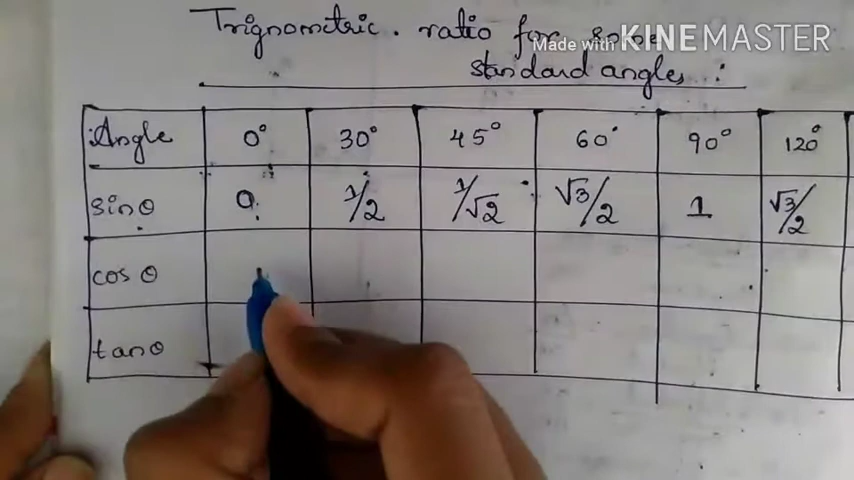 Trignometric. ratio for some
Made with KINEMASTER
standard angles :
Angle 0° 30° 45° 60° 90° 120°
sinθ 0 1/2 1/√2 √3/2 1 √3/2
cos θ
tanθ